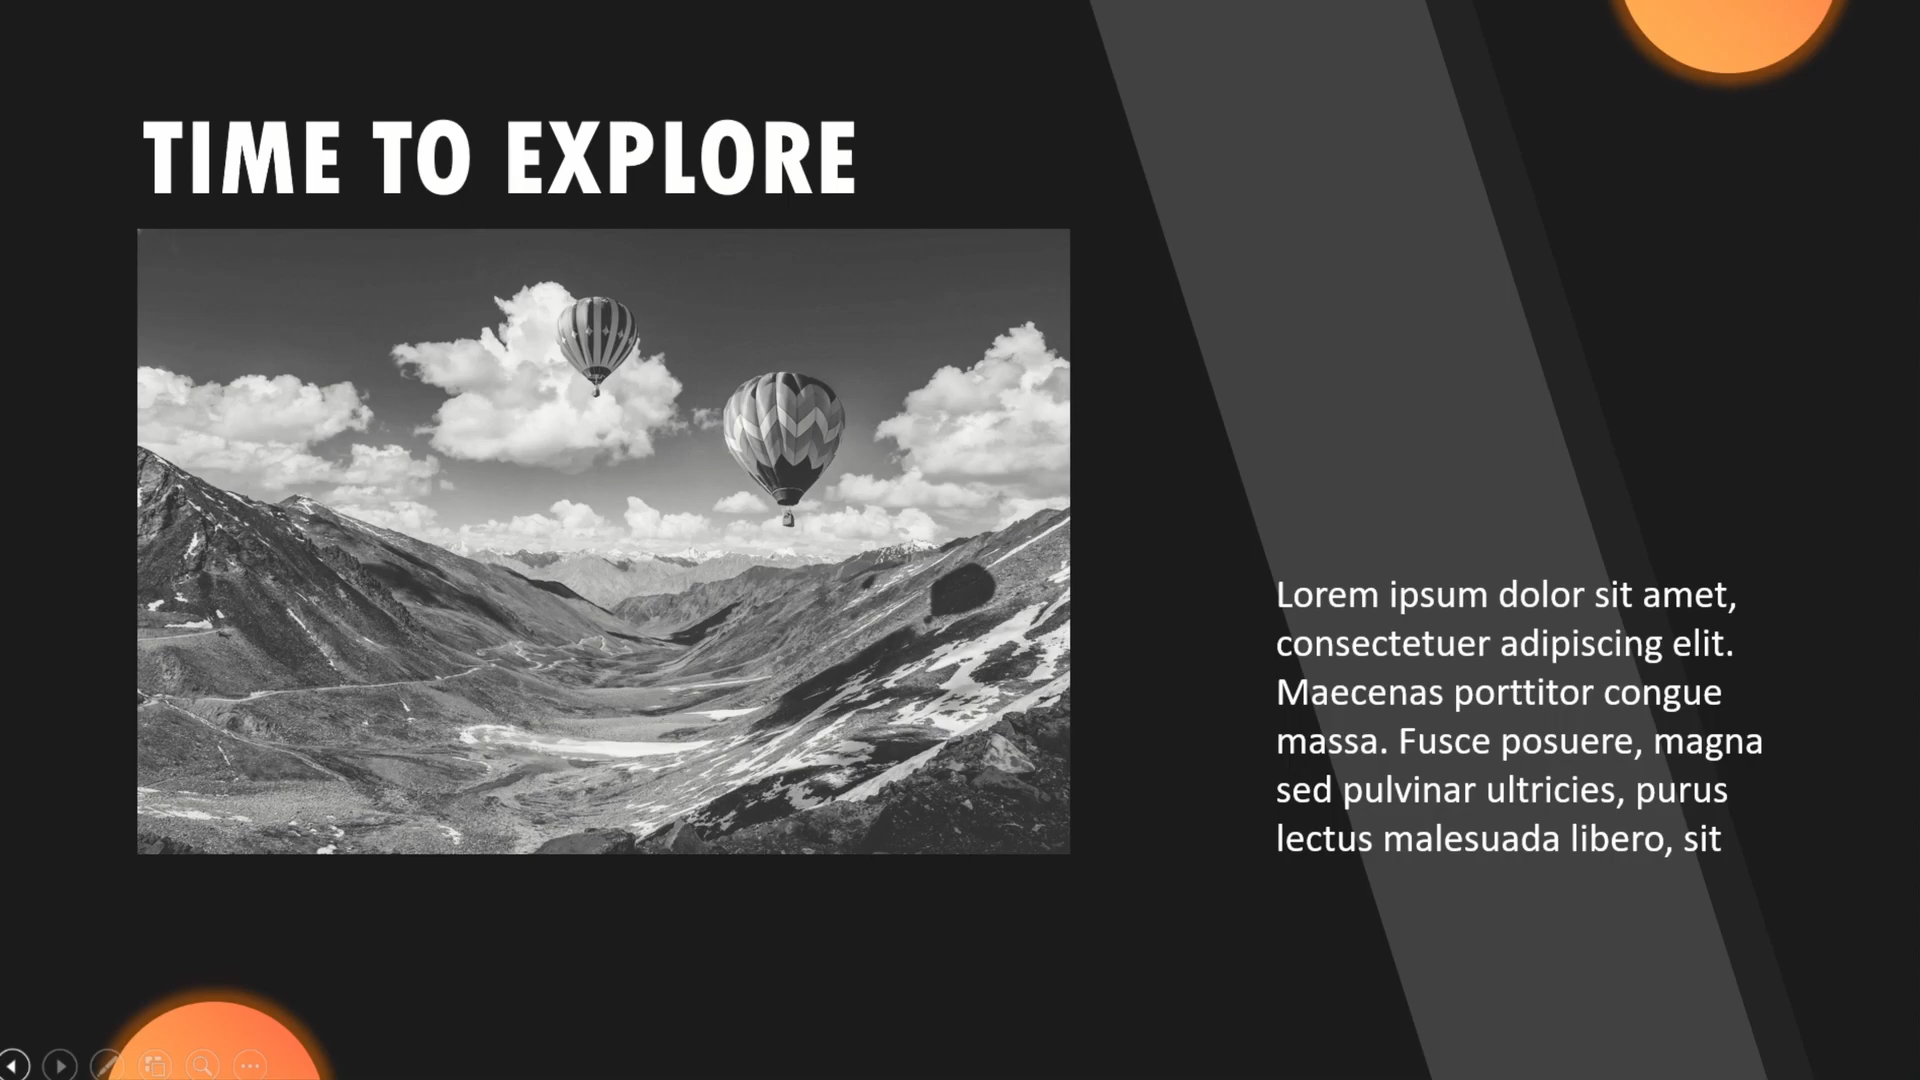 TIME TO EXPLORE
Lorem ipsum dolor sit amet,
consectetuer adipiscing elit.
Maecenas porttitor congue
massa. Fusce posuere, magna
sed pulvinar ultricies, purus
lectus malesuada libero, sit